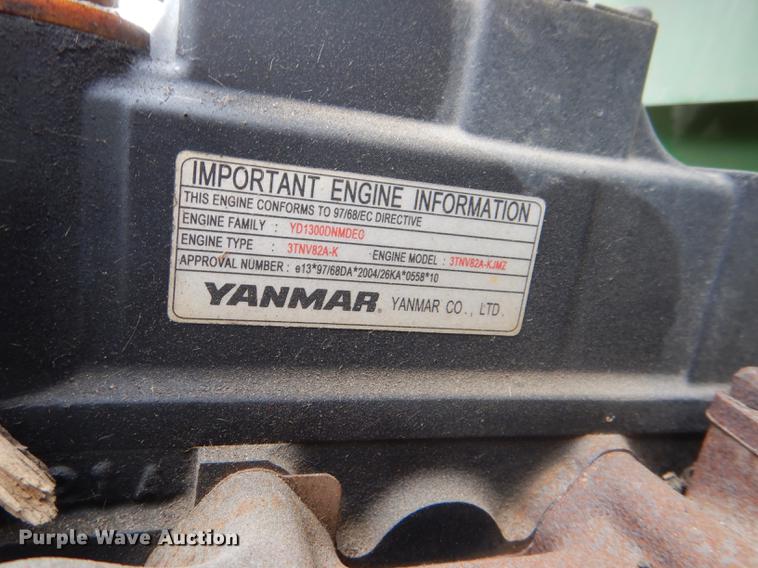 IMPORTANT ENGINE INFORMATION
THIS ENGINE CONFORMS TO 97/68/EC DIRECTIVE
ENGINE FAMILY : YD1300DNMDEO
ENGINE TYPE : 3TNV82A-K ENGINE MODEL : 3TNV82A-KJMZ
APPROVAL NUMBER : e13*97/68DA*2004/26KA*0558*10
YANMAR® YANMAR CO., LTD.
Purple Wave Auction